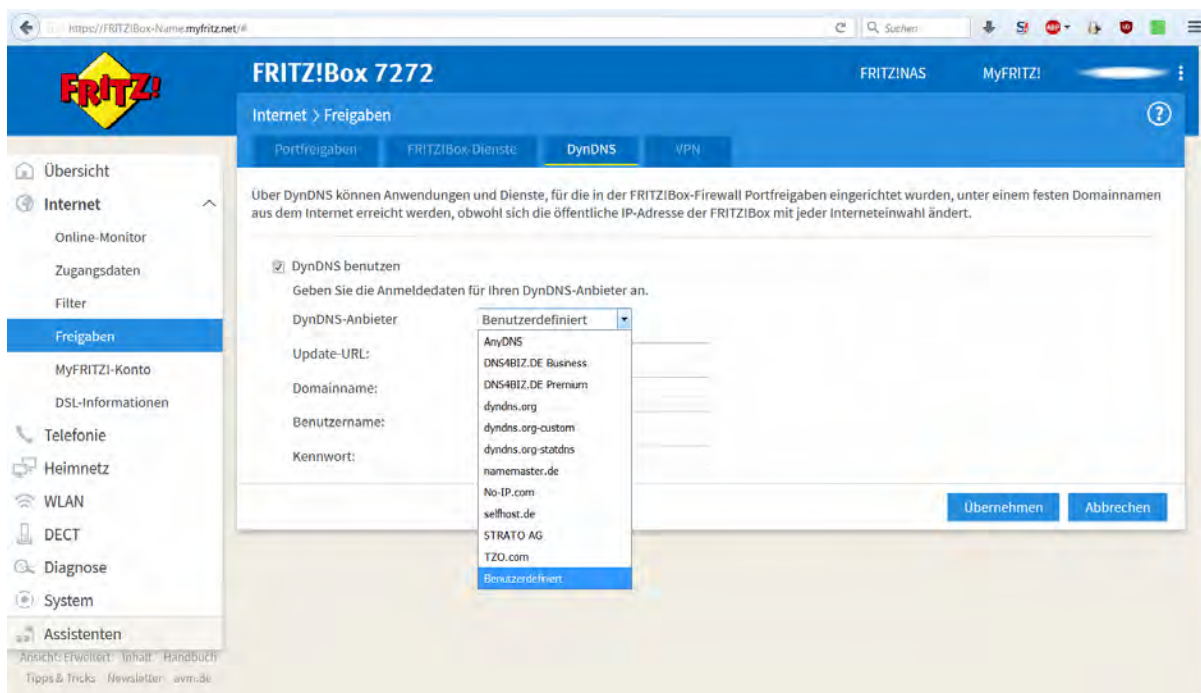 https://FRITZ!Box-Name.myfritz.net/#
Suchen
FRITZ!
FRITZ!Box 7272
FRITZ!NAS
MyFRITZ!
Internet > Freigaben
Portfreigaben
FRITZ!Box-Dienste
DynDNS
VPN
Übersicht
Internet
Online-Monitor
Zugangsdaten
Filter
Freigaben
MyFRITZ!-Konto
DSL-Informationen
Telefonie
Heimnetz
WLAN
DECT
Diagnose
System
Assistenten
Ansicht: Erweitert Inhalt Handbuch
Tipps & Tricks Newsletter avm.de
Über DynDNS können Anwendungen und Dienste, für die in der FRITZ!Box-Firewall Portfreigaben eingerichtet wurden, unter einem festen Domainnamen
aus dem Internet erreicht werden, obwohl sich die öffentliche IP-Adresse der FRITZ!Box mit jeder Interneteinwahl ändert.
DynDNS benutzen
Geben Sie die Anmeldedaten für Ihren DynDNS-Anbieter an.
DynDNS-Anbieter
Benutzerdefiniert
Update-URL:
Domainname:
Benutzername:
Kennwort:
AnyDNS
DNS4BIZ.DE Business
DNS4BIZ.DE Premium
dyndns.org
dyndns.org-custom
dyndns.org-statdns
namemaster.de
No-IP.com
selfhost.de
STRATO AG
TZO.com
Benutzerdefiniert
Übernehmen
Abbrechen